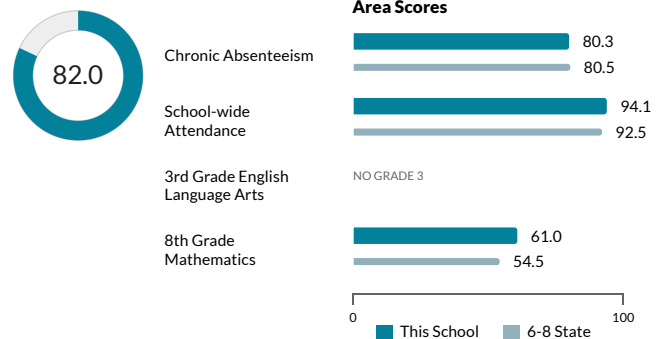 Area Scores
82.0
Chronic Absenteeism
80.3
80.5
School-wide
Attendance
94.1
92.5
3rd Grade English
Language Arts
NO GRADE 3
8th Grade
Mathematics
61.0
54.5
0
100
This School
6-8 State